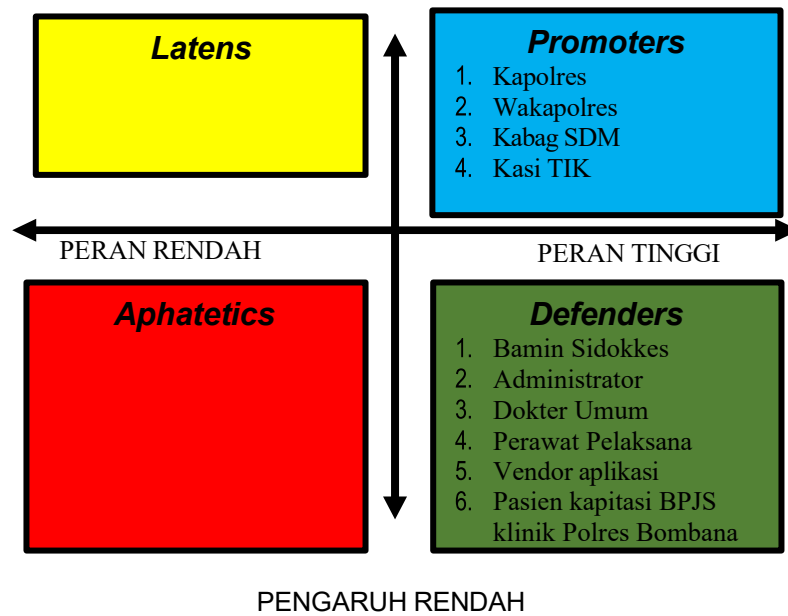 Latens
Promoters
1. Kapolres
2. Wakapolres
3. Kabag SDM
4. Kasi TIK
PERAN RENDAH
PERAN TINGGI
Aphatetics
Defenders
1. Bamin Sidokkes
2. Administrator
3. Dokter Umum
4. Perawat Pelaksana
5. Vendor aplikasi
6. Pasien kapitasi BPJS
klinik Polres Bombana
PENGARUH RENDAH